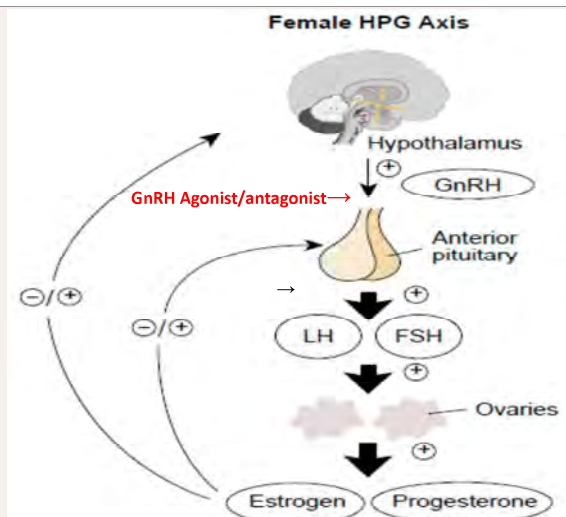 Female HPG Axis
Hypothalamus
⊕
GnRH
GnRH Agonist/antagonist→
Anterior
pituitary
→
⊕
⊖/⊕
⊖/⊕
LH
FSH
⊕
Ovaries
⊕
Estrogen
Progesterone